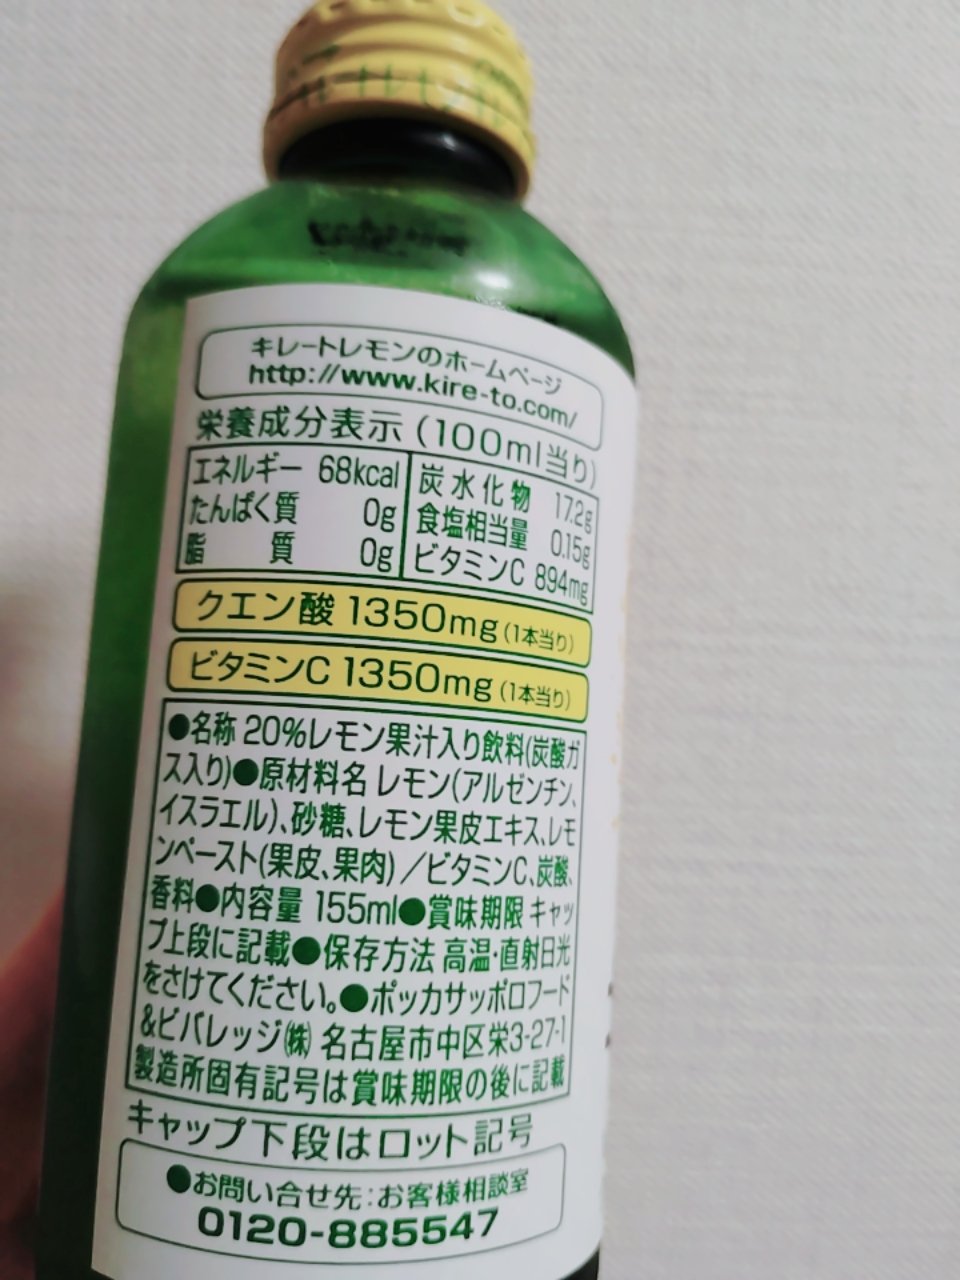 キレートレモンのホームページ
http://www.kire-to.com/
栄養成分表示 (100ml当り)
エネルギー 68kcal
たんぱく質 0g
脂質 0g
炭水化物 17.2g
食塩相当量 0.15g
ビタミンC 894mg
クエン酸 1350mg (1本当り)
ビタミンC 1350mg (1本当り)
●名称 20%レモン果汁入り飲料(炭酸ガ
ス入り)●原材料名 レモン(アルゼンチン、
イスラエル)、砂糖、レモン果皮エキス、レモ
ンペースト(果皮、果肉)／ビタミンC、炭酸、
香料●内容量 155ml●賞味期限 キャッ
プ上段に記載●保存方法 高温・直射日光
をさけてください。●ポッカサッポロフード
&ビバレッジ㈱ 名古屋市中区栄3-27-1
製造所固有記号は賞味期限の後に記載
キャップ下段はロット記号
●お問い合せ先:お客様相談室
0120-885547